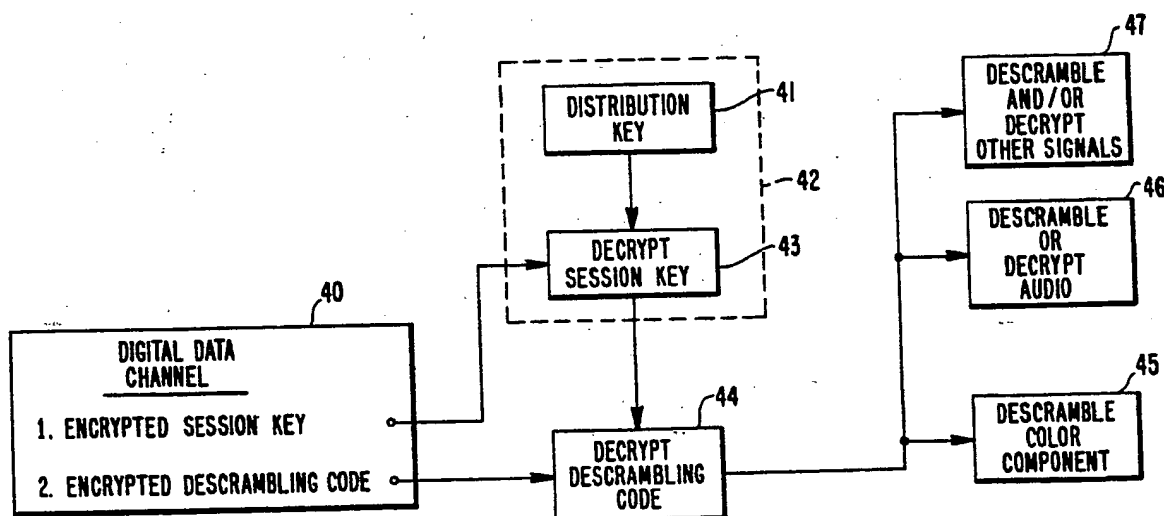 47
DESCRAMBLE
AND/OR
DECRYPT
OTHER SIGNALS
41
DISTRIBUTION
KEY
42
46
DESCRAMBLE
OR
DECRYPT
AUDIO
43
DECRYPT
SESSION KEY
40
DIGITAL DATA
CHANNEL
1. ENCRYPTED SESSION KEY
2. ENCRYPTED DESCRAMBLING CODE
44
DECRYPT
DESCRAMBLING
CODE
45
DESCRAMBLE
COLOR
COMPONENT